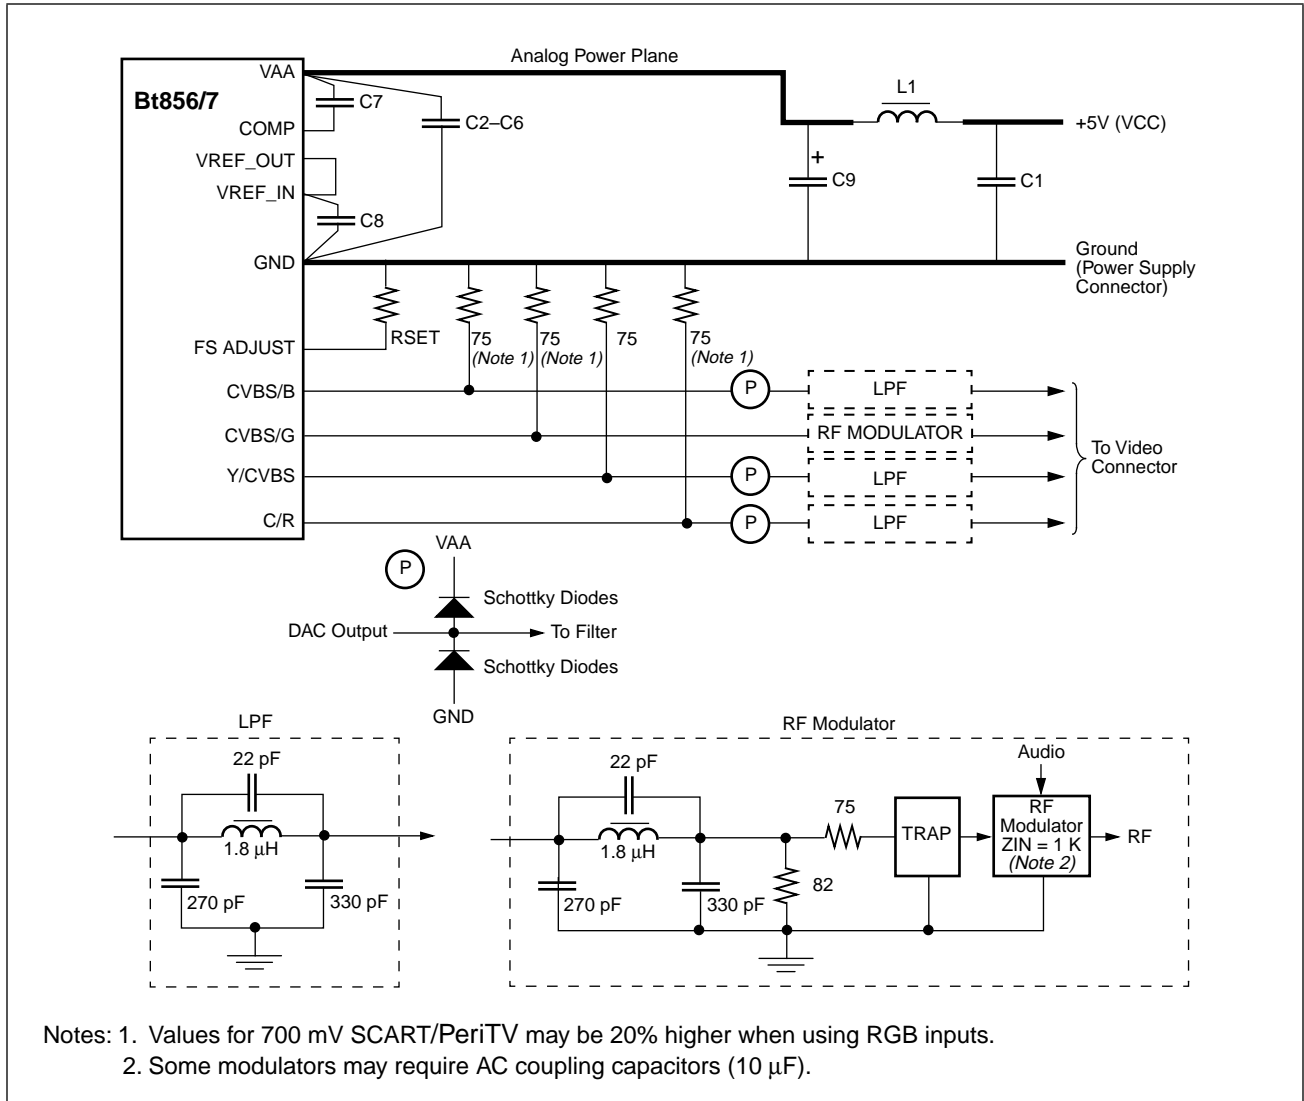 Analog Power Plane
Bt856/7
VAA
C7
C2–C6
L1
+5V (VCC)
COMP
VREF_OUT
VREF_IN
C8
+
C9
C1
GND
Ground
(Power Supply
Connector)
FS ADJUST
RSET
75
(Note 1)
75
(Note 1)
75
75
(Note 1)
CVBS/B
P
LPF
CVBS/G
RF MODULATOR
Y/CVBS
P
LPF
C/R
P
LPF
To Video
Connector
P
VAA
Schottky Diodes
DAC Output
To Filter
Schottky Diodes
GND
LPF
22 pF
1.8 µH
270 pF
330 pF
RF Modulator
22 pF
1.8 µH
270 pF
330 pF
82
75
TRAP
Audio
RF
Modulator
ZIN = 1 K
(Note 2)
RF
Notes: 1. Values for 700 mV SCART/PeriTV may be 20% higher when using RGB inputs.
2. Some modulators may require AC coupling capacitors (10 µF).